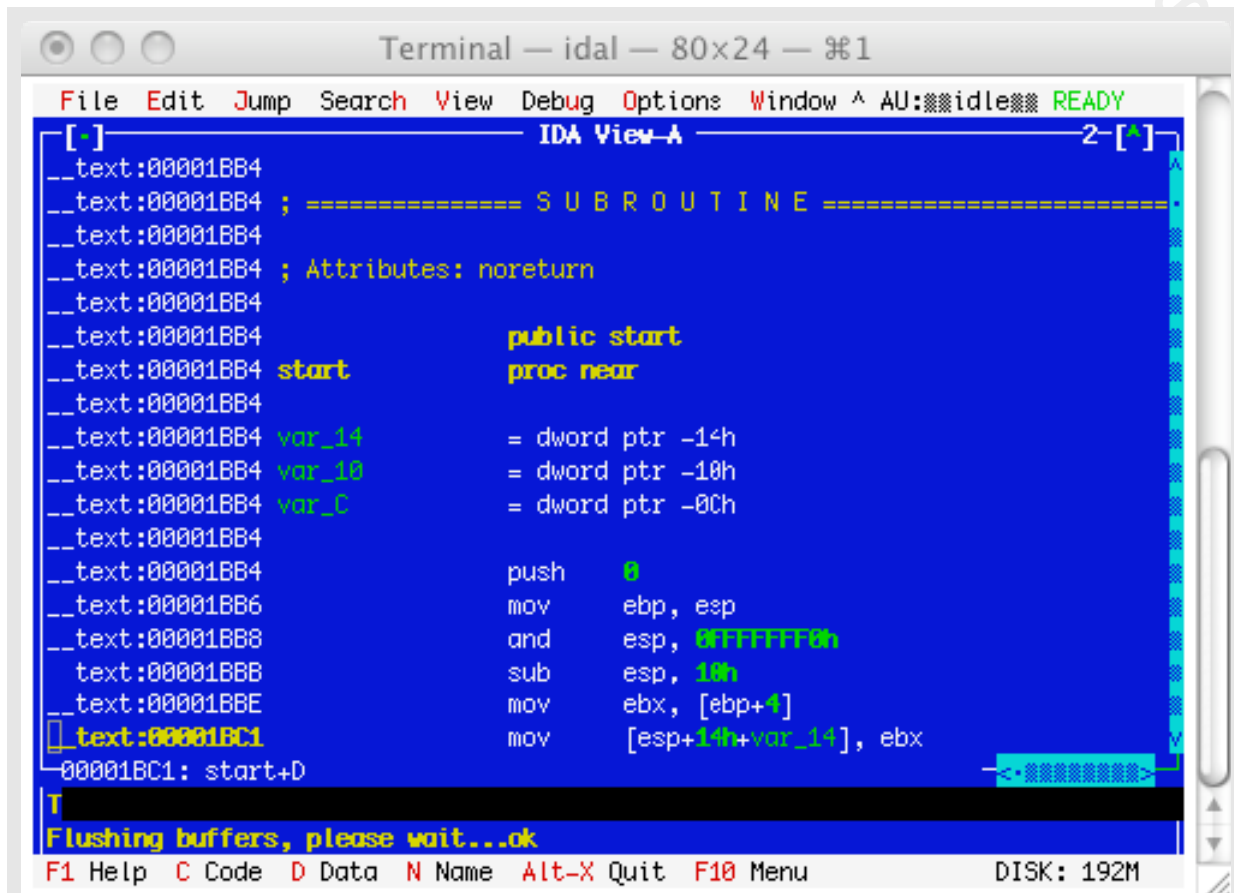 Terminal — idal — 80×24 — ⌘1
File Edit Jump Search View Debug Options Window ^ AU:▒▒idle▒▒ READY
[▪] IDA View-A 2-[^]
__text:00001BB4
__text:00001BB4 ; =============== S U B R O U T I N E ========================
__text:00001BB4
__text:00001BB4 ; Attributes: noreturn
__text:00001BB4
__text:00001BB4 public start
__text:00001BB4 start proc near
__text:00001BB4
__text:00001BB4 var_14 = dword ptr -14h
__text:00001BB4 var_10 = dword ptr -10h
__text:00001BB4 var_C = dword ptr -0Ch
__text:00001BB4
__text:00001BB4 push 0
__text:00001BB6 mov ebp, esp
__text:00001BB8 and esp, 0FFFFFFF0h
text:00001BBB sub esp, 10h
__text:00001BBE mov ebx, [ebp+4]
_text:00001BC1 mov [esp+14h+var_14], ebx
00001BC1: start+D
T
Flushing buffers, please wait...ok
F1 Help C Code D Data N Name Alt-X Quit F10 Menu DISK: 192M